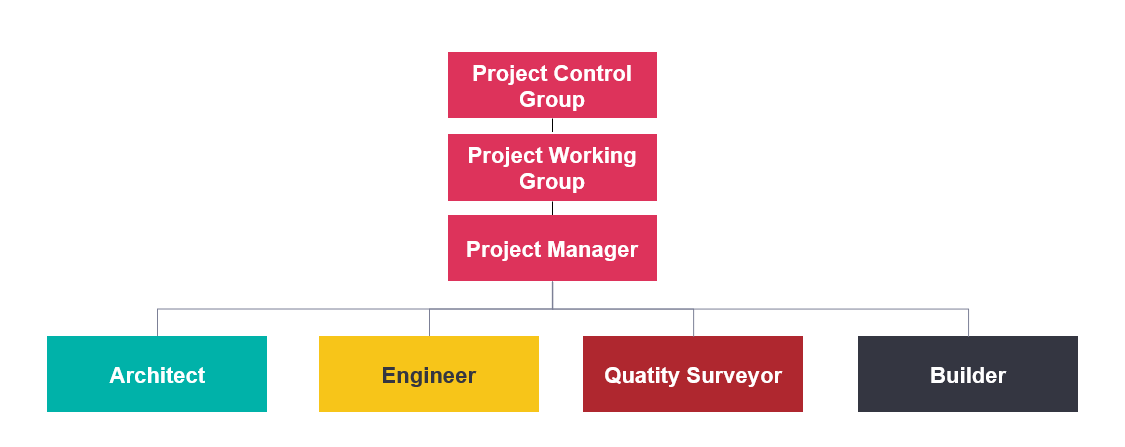 Project Control
Group
Project Working
Group
Project Manager
Architect
Engineer
Quatity Surveyor
Builder